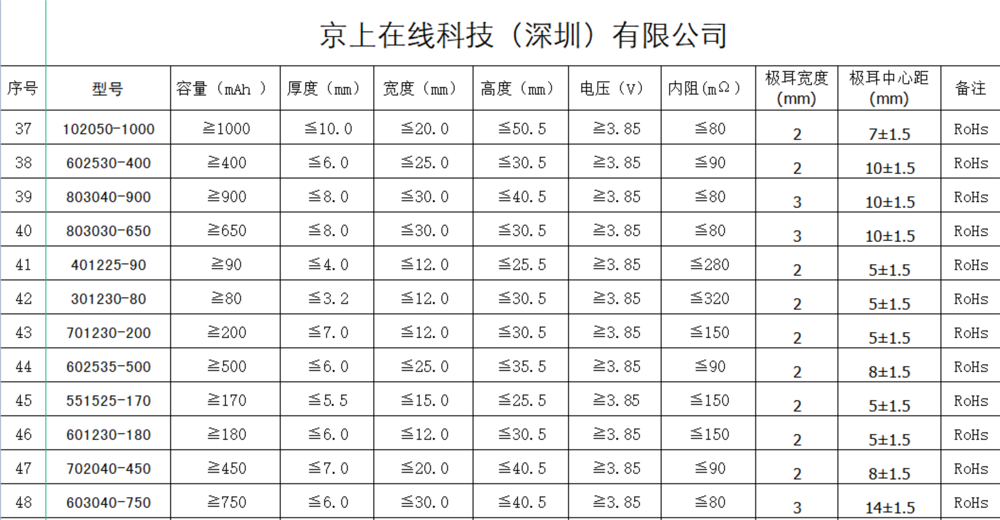 京上在线科技（深圳）有限公司
序号 型号 容量（mAh ） 厚度（mm） 宽度（mm） 高度（mm） 电压（V） 内阻(mΩ） 极耳宽度(mm) 极耳中心距(mm) 备注
37 102050-1000 ≧1000 ≦10.0 ≦20.0 ≦50.5 ≧3.85 ≦80 2 7±1.5 RoHs
38 602530-400 ≧400 ≦6.0 ≦25.0 ≦30.5 ≧3.85 ≦90 2 10±1.5 RoHs
39 803040-900 ≧900 ≦8.0 ≦30.0 ≦40.5 ≧3.85 ≦80 3 10±1.5 RoHs
40 803030-650 ≧650 ≦8.0 ≦30.0 ≦30.5 ≧3.85 ≦80 3 10±1.5 RoHs
41 401225-90 ≧90 ≦4.0 ≦12.0 ≦25.5 ≧3.85 ≦280 2 5±1.5 RoHs
42 301230-80 ≧80 ≦3.2 ≦12.0 ≦30.5 ≧3.85 ≦320 2 5±1.5 RoHs
43 701230-200 ≧200 ≦7.0 ≦12.0 ≦30.5 ≧3.85 ≦150 2 5±1.5 RoHs
44 602535-500 ≧500 ≦6.0 ≦25.0 ≦35.5 ≧3.85 ≦90 2 8±1.5 RoHs
45 551525-170 ≧170 ≦5.5 ≦15.0 ≦25.5 ≧3.85 ≦150 2 5±1.5 RoHs
46 601230-180 ≧180 ≦6.0 ≦12.0 ≦30.5 ≧3.85 ≦150 2 5±1.5 RoHs
47 702040-450 ≧450 ≦7.0 ≦20.0 ≦40.5 ≧3.85 ≦90 2 8±1.5 RoHs
48 603040-750 ≧750 ≦6.0 ≦30.0 ≦40.5 ≧3.85 ≦80 3 14±1.5 RoHs